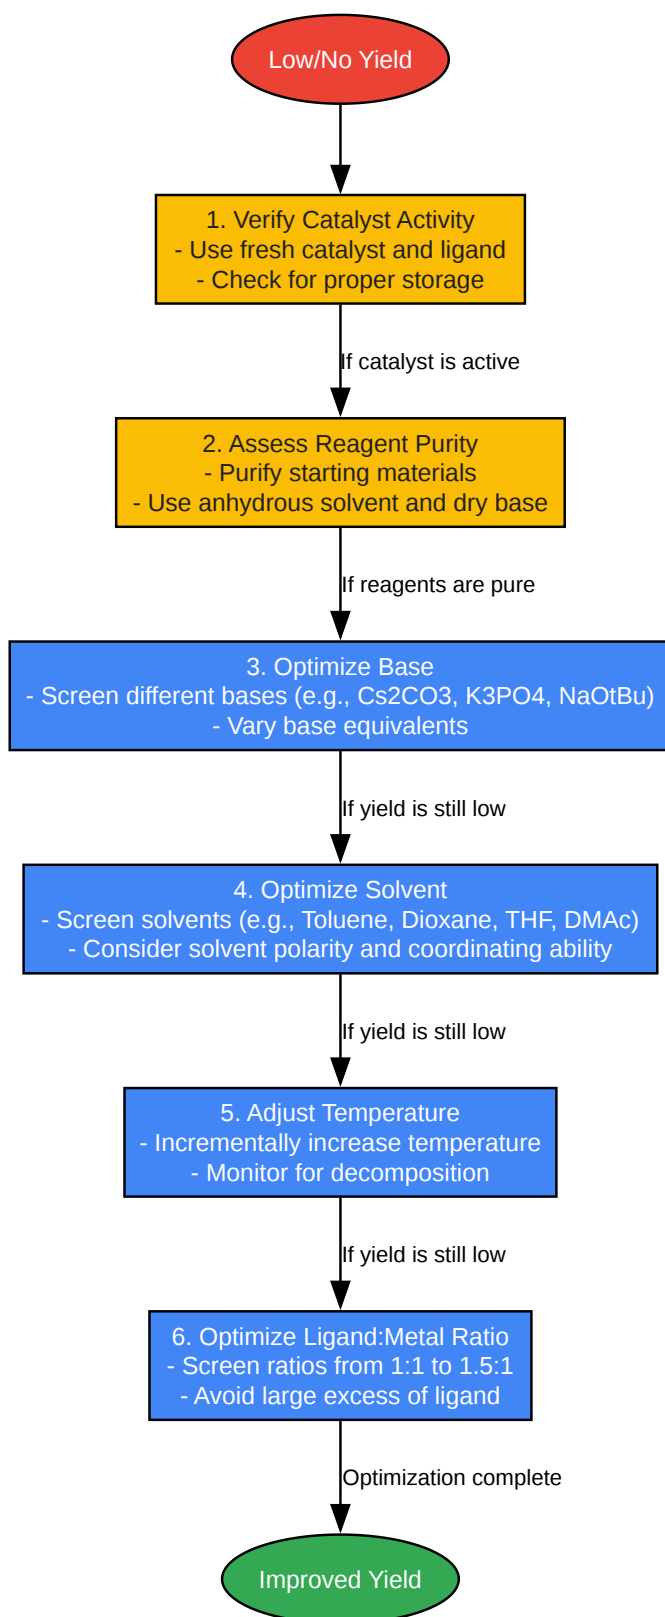 Low/No Yield
1. Verify Catalyst Activity
- Use fresh catalyst and ligand
- Check for proper storage
If catalyst is active
2. Assess Reagent Purity
- Purify starting materials
- Use anhydrous solvent and dry base
If reagents are pure
3. Optimize Base
- Screen different bases (e.g., Cs2CO3, K3PO4, NaOtBu)
- Vary base equivalents
If yield is still low
4. Optimize Solvent
- Screen solvents (e.g., Toluene, Dioxane, THF, DMAc)
- Consider solvent polarity and coordinating ability
If yield is still low
5. Adjust Temperature
- Incrementally increase temperature
- Monitor for decomposition
If yield is still low
6. Optimize Ligand:Metal Ratio
- Screen ratios from 1:1 to 1.5:1
- Avoid large excess of ligand
Optimization complete
Improved Yield